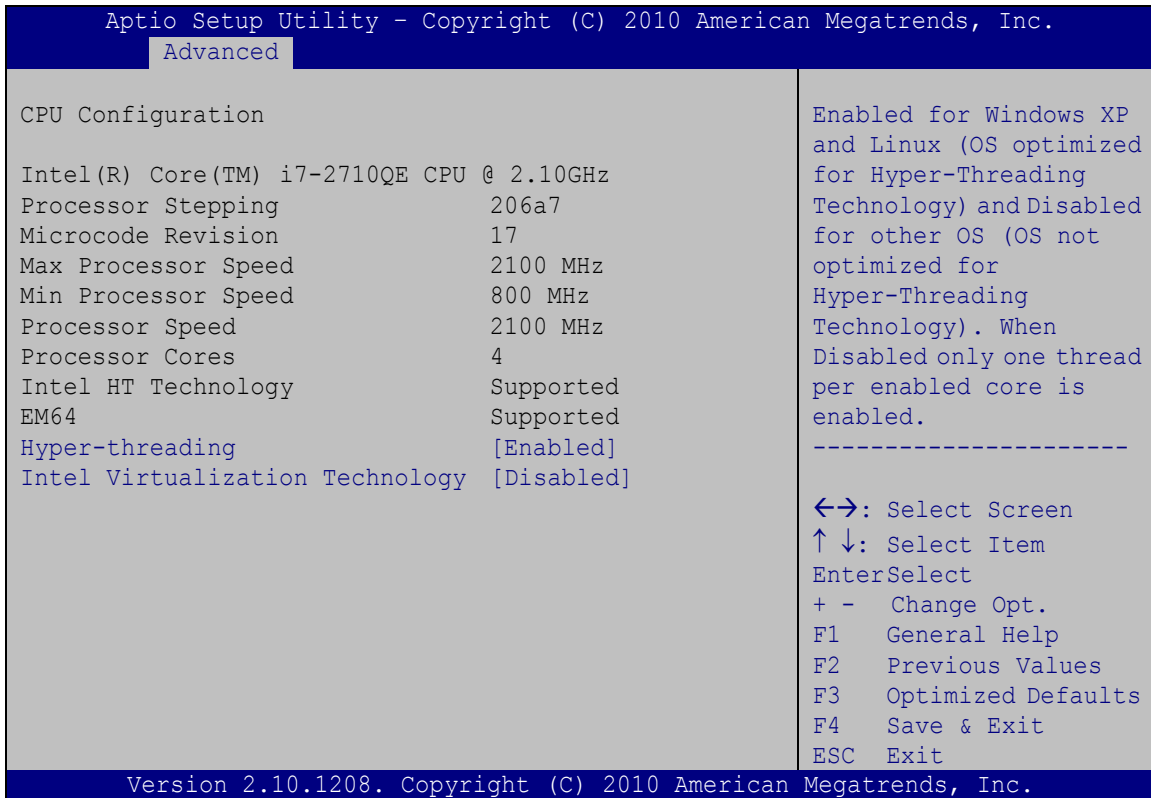 Aptio Setup Utility – Copyright (C) 2010 American Megatrends, Inc.
Advanced
CPU Configuration
Intel(R) Core(TM) i7-2710QE CPU @ 2.10GHz
Processor Stepping 206a7
Microcode Revision 17
Max Processor Speed 2100 MHz
Min Processor Speed 800 MHz
Processor Speed 2100 MHz
Processor Cores 4
Intel HT Technology Supported
EM64 Supported
Hyper-threading [Enabled]
Intel Virtualization Technology [Disabled]
Enabled for Windows XP
and Linux (OS optimized
for Hyper-Threading
Technology) and Disabled
for other OS (OS not
optimized for
Hyper-Threading
Technology). When
Disabled only one thread
per enabled core is
enabled.
----------------------
←→: Select Screen
↑ ↓: Select Item
EnterSelect
+ - Change Opt.
F1 General Help
F2 Previous Values
F3 Optimized Defaults
F4 Save & Exit
ESC Exit
Version 2.10.1208. Copyright (C) 2010 American Megatrends, Inc.